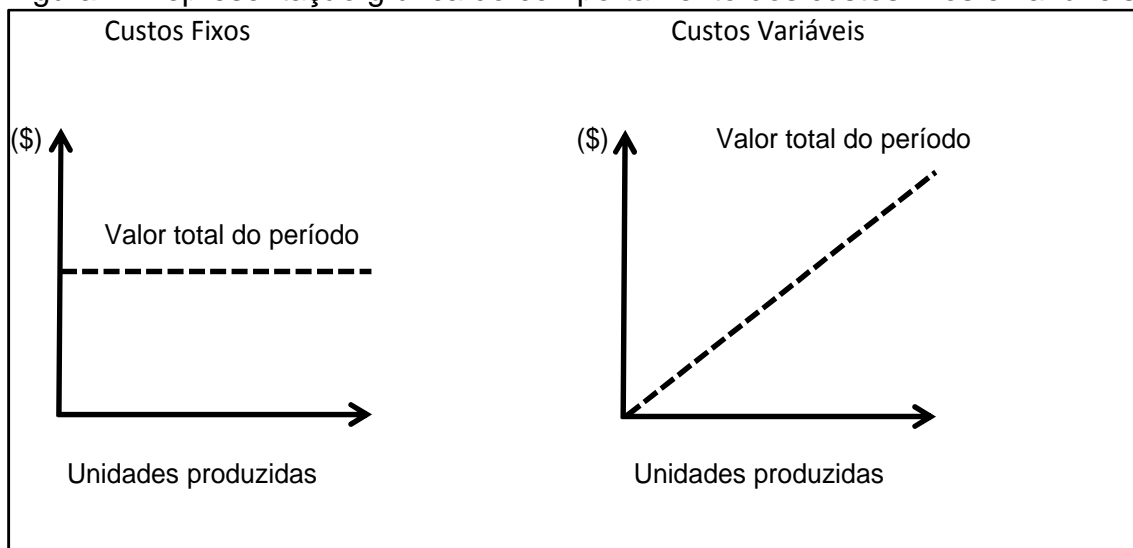 Custos Fixos
Custos Variáveis
($)
Valor total do período
Unidades produzidas
($)
Valor total do período
Unidades produzidas